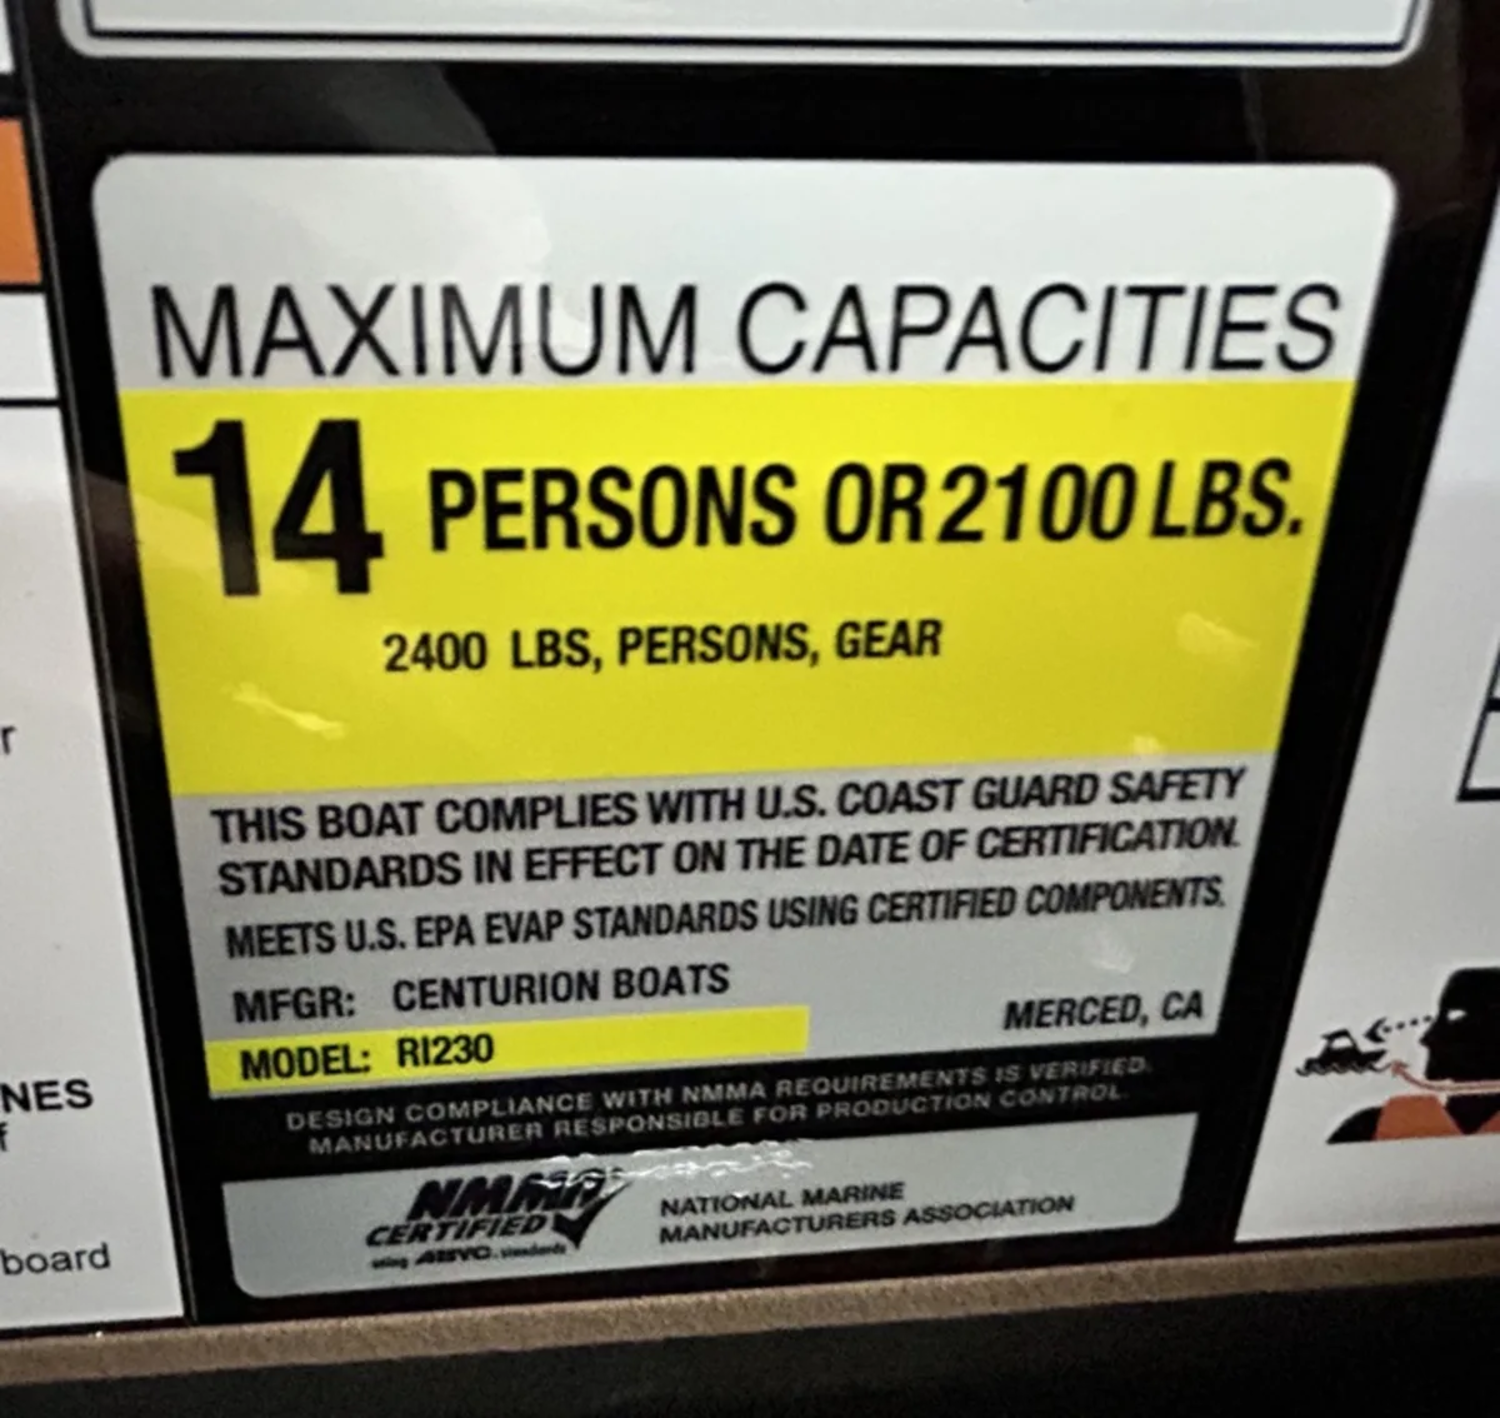 MAXIMUM CAPACITIES
14 PERSONS OR 2100 LBS.
2400 LBS, PERSONS, GEAR
THIS BOAT COMPLIES WITH U.S. COAST GUARD SAFETY
STANDARDS IN EFFECT ON THE DATE OF CERTIFICATION.
MEETS U.S. EPA EVAP STANDARDS USING CERTIFIED COMPONENTS.
MFGR: CENTURION BOATS
MERCED, CA
MODEL: RI230
DESIGN COMPLIANCE WITH NMMA REQUIREMENTS IS VERIFIED.
MANUFACTURER RESPONSIBLE FOR PRODUCTION CONTROL.
NMMA
CERTIFIED
using ABYC. standards
NATIONAL MARINE
MANUFACTURERS ASSOCIATION
r
NES
f
board